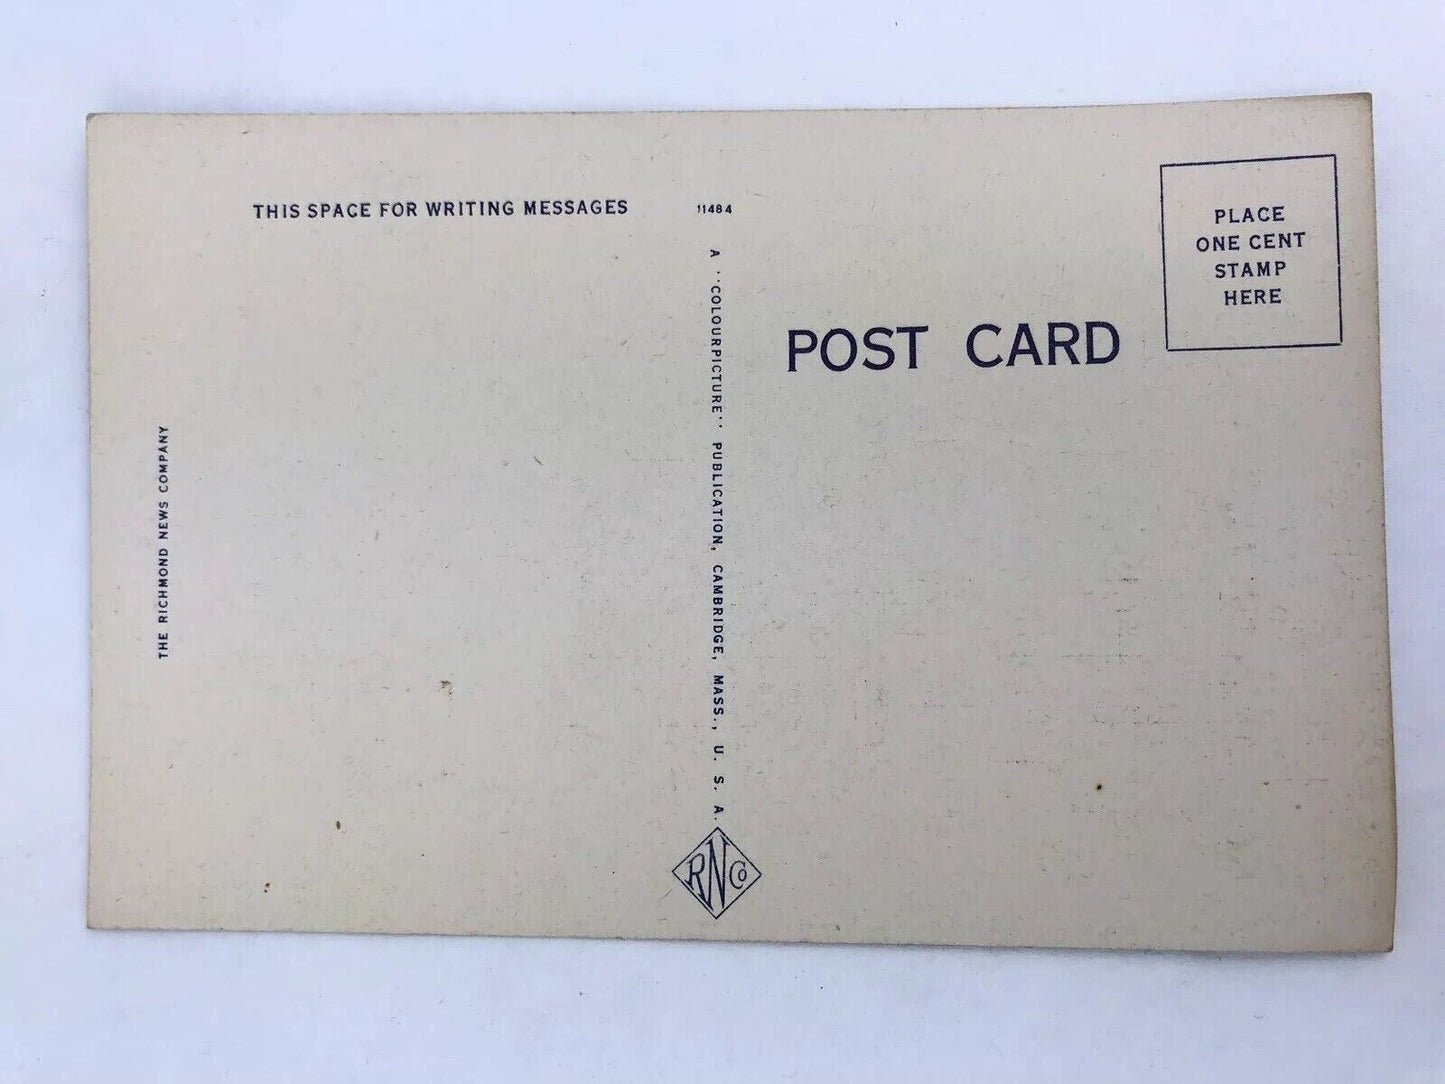 THIS SPACE FOR WRITING MESSAGES
11484
PLACE
ONE CENT
STAMP
HERE
POST CARD
THE RICHMOND NEWS COMPANY
A "COLOURPICTURE" PUBLICATION, CAMBRIDGE, MASS., U. S. A.
RNCo